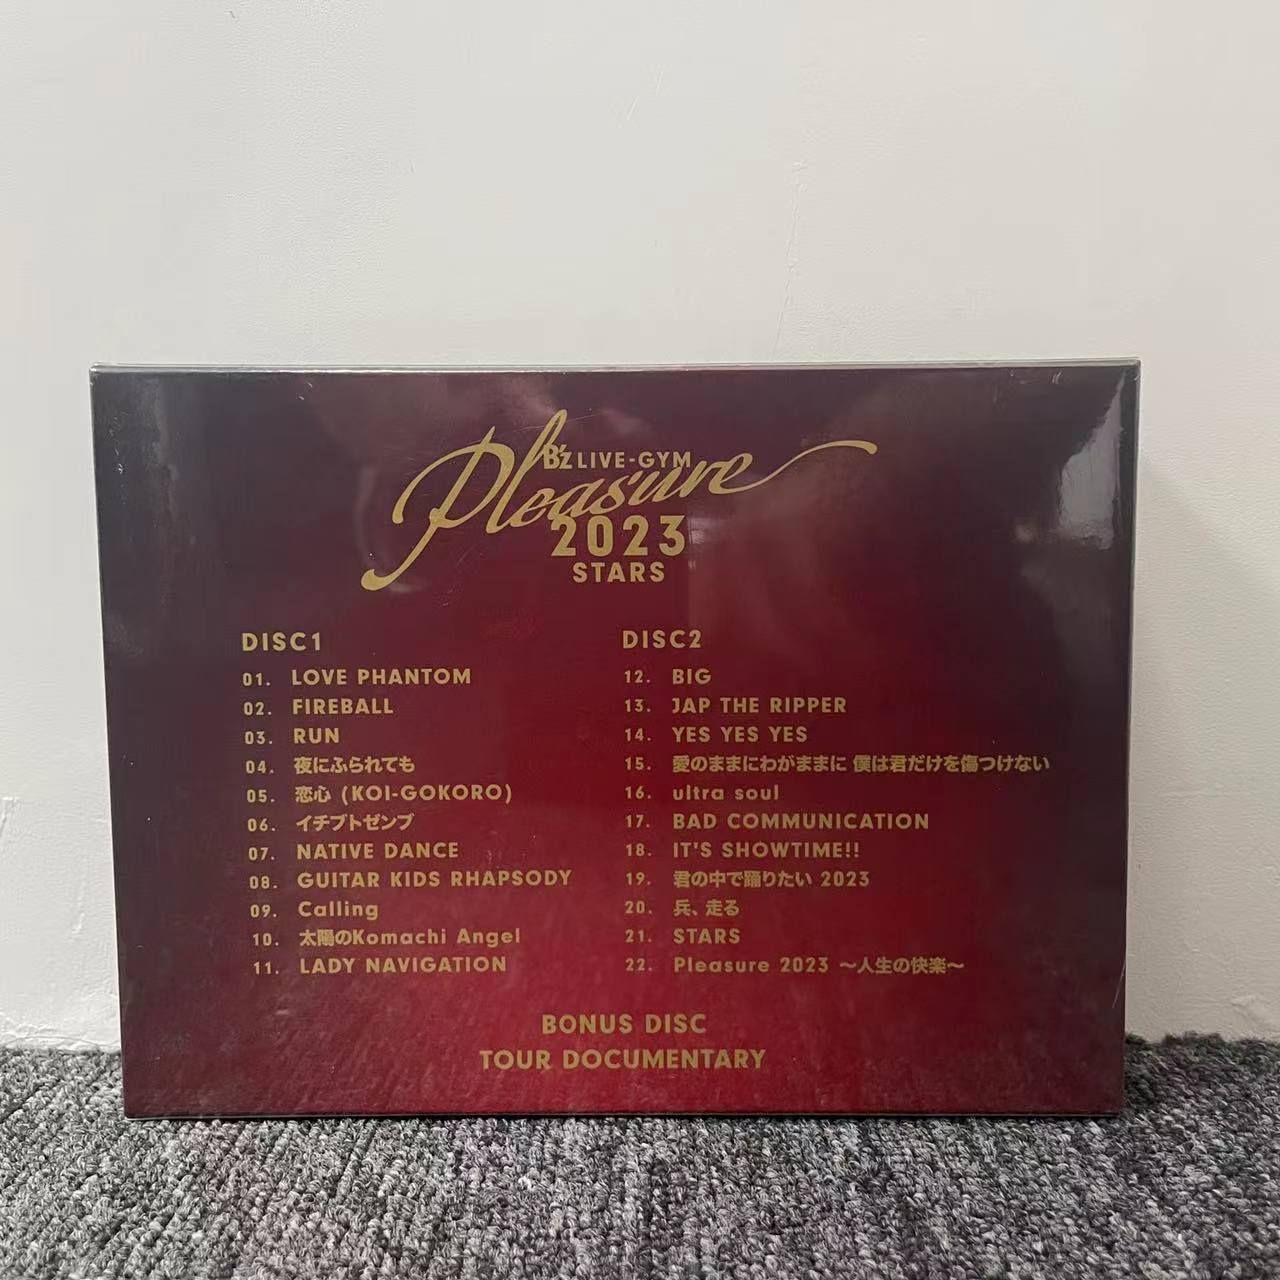 B'z LIVE-GYM
Pleasure
2023
STARS
DISC1
01. LOVE PHANTOM
02. FIREBALL
03. RUN
04. 夜にふられても
05. 恋心 (KOI-GOKORO)
06. イチブトゼンブ
07. NATIVE DANCE
08. GUITAR KIDS RHAPSODY
09. Calling
10. 太陽のKomachi Angel
11. LADY NAVIGATION
DISC2
12. BIG
13. JAP THE RIPPER
14. YES YES YES
15. 愛のままにわがままに 僕は君だけを傷つけない
16. ultra soul
17. BAD COMMUNICATION
18. IT'S SHOWTIME!!
19. 君の中で踊りたい 2023
20. 兵、走る
21. STARS
22. Pleasure 2023 ～人生の快楽～
BONUS DISC
TOUR DOCUMENTARY